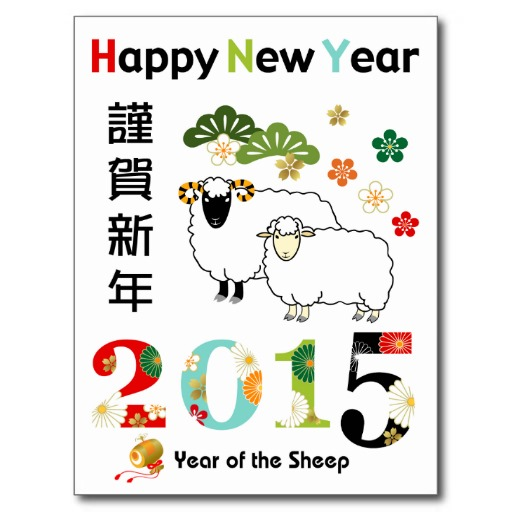 Happy New Year
謹賀新年
2015
Year of the Sheep